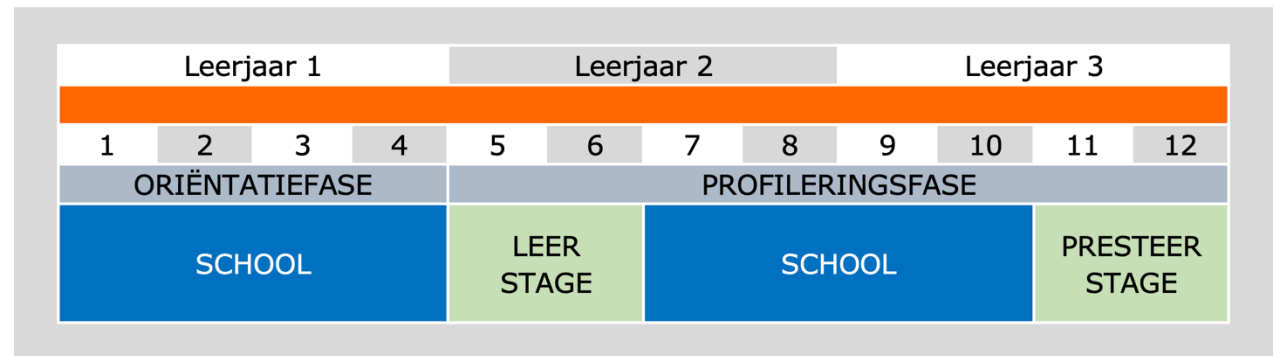 Leerjaar 1 Leerjaar 2 Leerjaar 3
1 2 3 4 5 6 7 8 9 10 11 12
ORIËNTATIEFASE PROFILERINGSFASE
SCHOOL
LEER
STAGE
SCHOOL
PRESTEER
STAGE